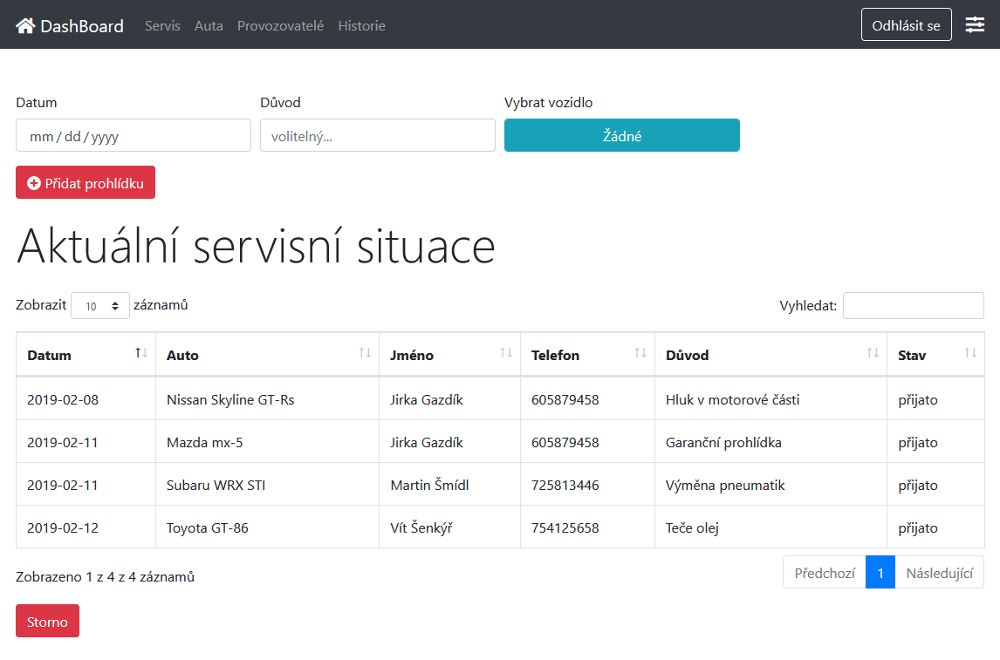 DashBoard Servis Auta Provozovatelé Historie Odhlásit se
Datum Důvod Vybrat vozidlo
mm/dd/yyyy volitelný... Žádné
Přidat prohlídku
Aktuální servisní situace
Zobrazit 10 záznamů Vyhledat:
Datum Auto Jméno Telefon Důvod Stav
2019-02-08 Nissan Skyline GT-Rs Jirka Gazdík 605879458 Hluk v motorové části přijato
2019-02-11 Mazda mx-5 Jirka Gazdík 605879458 Garanční prohlídka přijato
2019-02-11 Subaru WRX STI Martin Šmídl 725813446 Výměna pneumatik přijato
2019-02-12 Toyota GT-86 Vít Šenkýř 754125658 Teče olej přijato
Zobrazeno 1 z 4 z 4 záznamů Předchozí 1 Následující
Storno